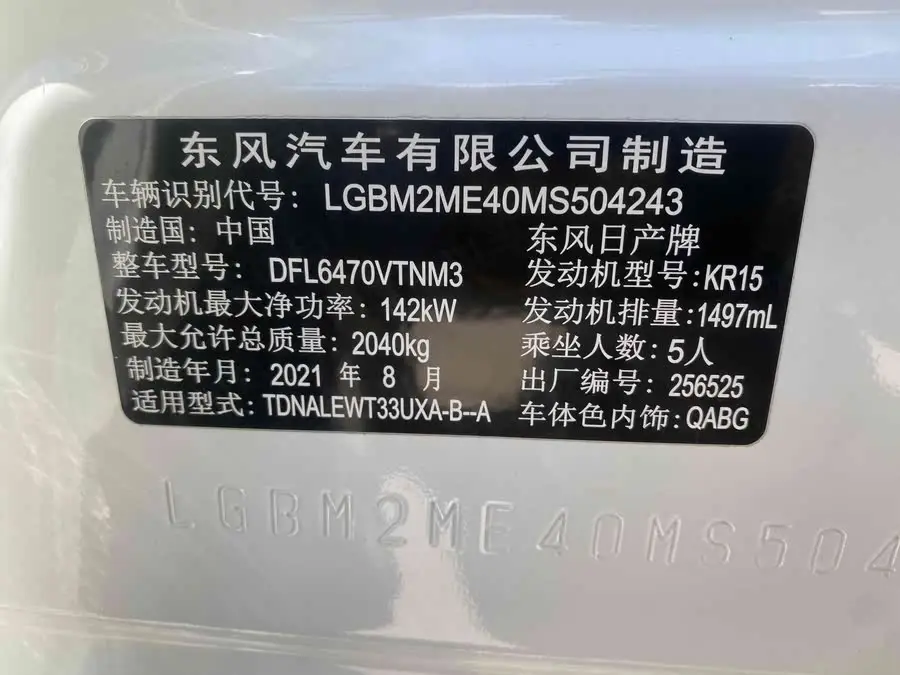 东风汽车有限公司制造
车辆识别代号: LGBM2ME40MS504243
制造国: 中国 东风日产牌
整车型号: DFL6470VTNM3 发动机型号:KR15
发动机最大净功率: 142kW 发动机排量:1497mL
最大允许总质量: 2040kg 乘坐人数: 5人
制造年月: 2021 年 8 月 出厂编号: 256525
适用型式: TDNALEWT33UXA-B--A 车体色内饰: QABG
LGBM2ME40MS504